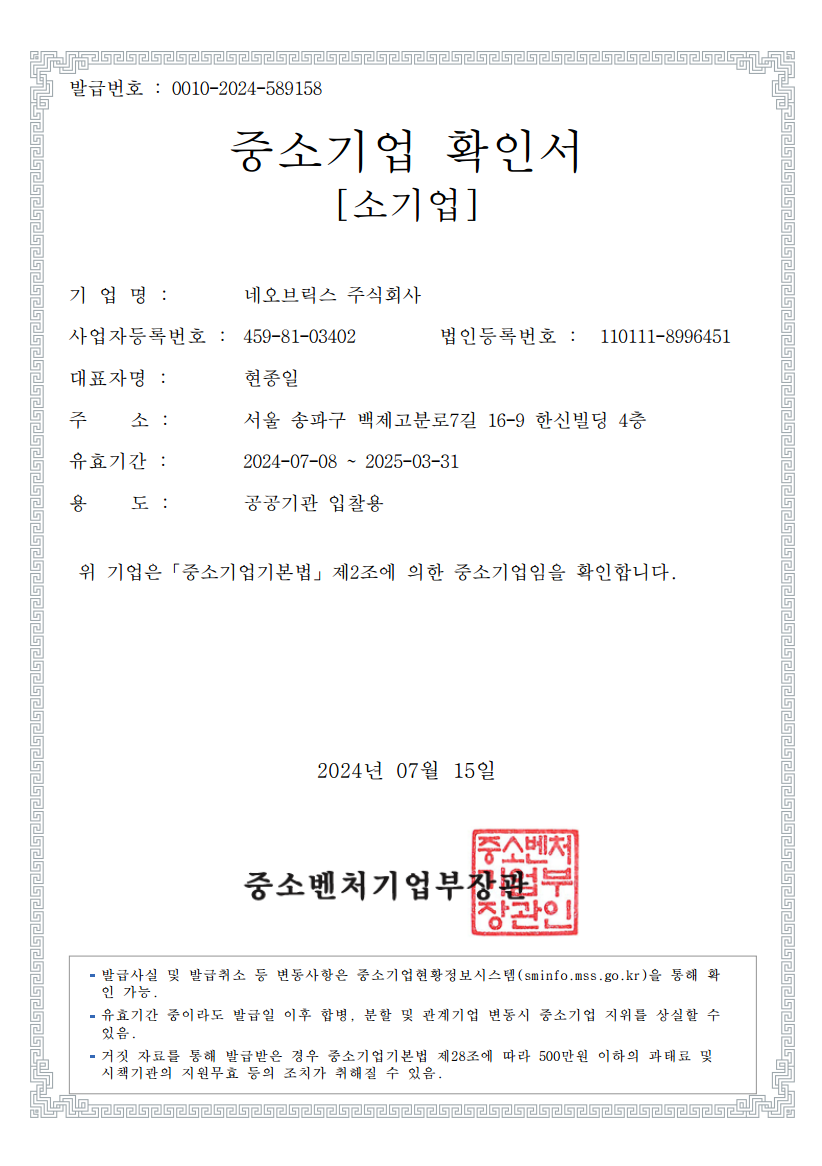 발급번호 : 0010-2024-589158
중소기업 확인서
[소기업]
기 업 명 : 네오브릭스 주식회사
사업자등록번호 : 459-81-03402 법인등록번호 : 110111-8996451
대표자명 : 현종일
주 소 : 서울 송파구 백제고분로7길 16-9 한신빌딩 4층
유효기간 : 2024-07-08 ~ 2025-03-31
용 도 : 공공기관 입찰용
위 기업은「중소기업기본법」제2조에 의한 중소기업임을 확인합니다.
2024년 07월 15일
중소벤처기업부장관
중소벤처
기업부
장관인
- 발급사실 및 발급취소 등 변동사항은 중소기업현황정보시스템(sminfo.mss.go.kr)을 통해 확
인 가능.
- 유효기간 중이라도 발급일 이후 합병, 분할 및 관계기업 변동시 중소기업 지위를 상실할 수
있음.
- 거짓 자료를 통해 발급받은 경우 중소기업기본법 제28조에 따라 500만원 이하의 과태료 및
시책기관의 지원무효 등의 조치가 취해질 수 있음.